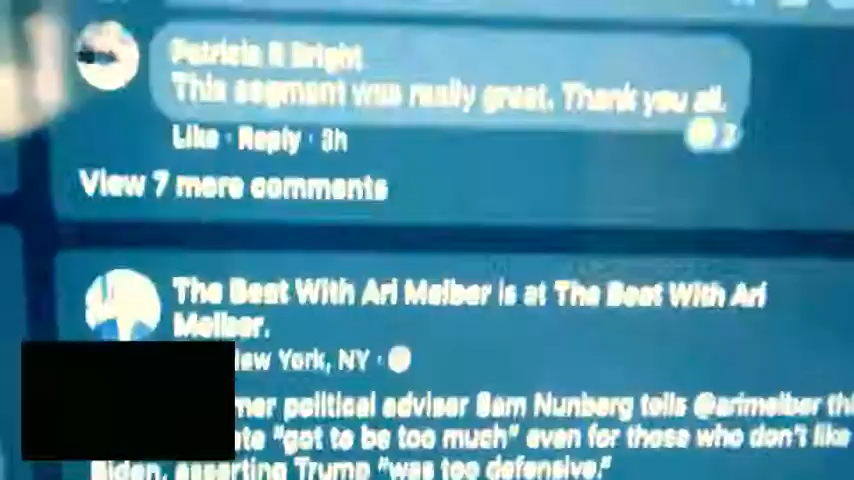 Patricia R Bright
This segment was really great. Thank you all.
Like · Reply · 3h
View 7 more comments
The Beat With Ari Melber is at The Beat With Ari
Melber.
ew York, NY ·
mer political adviser Sam Nunberg tells @arimelber thi
te "got to be too much" even for those who don't like
Biden, asserting Trump "was too defensive."